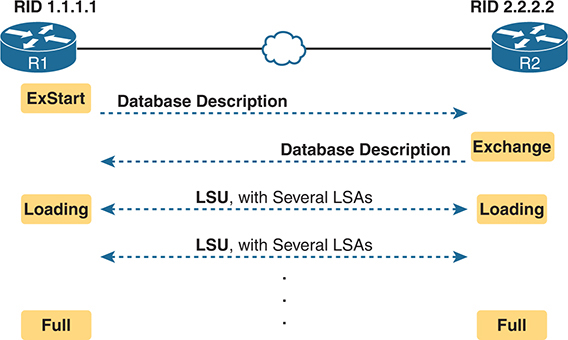 RID 1.1.1.1
RID 2.2.2.2
R1
R2
ExStart
Database Description
Database Description
Exchange
Loading
LSU, with Several LSAs
Loading
LSU, with Several LSAs
Full
Full